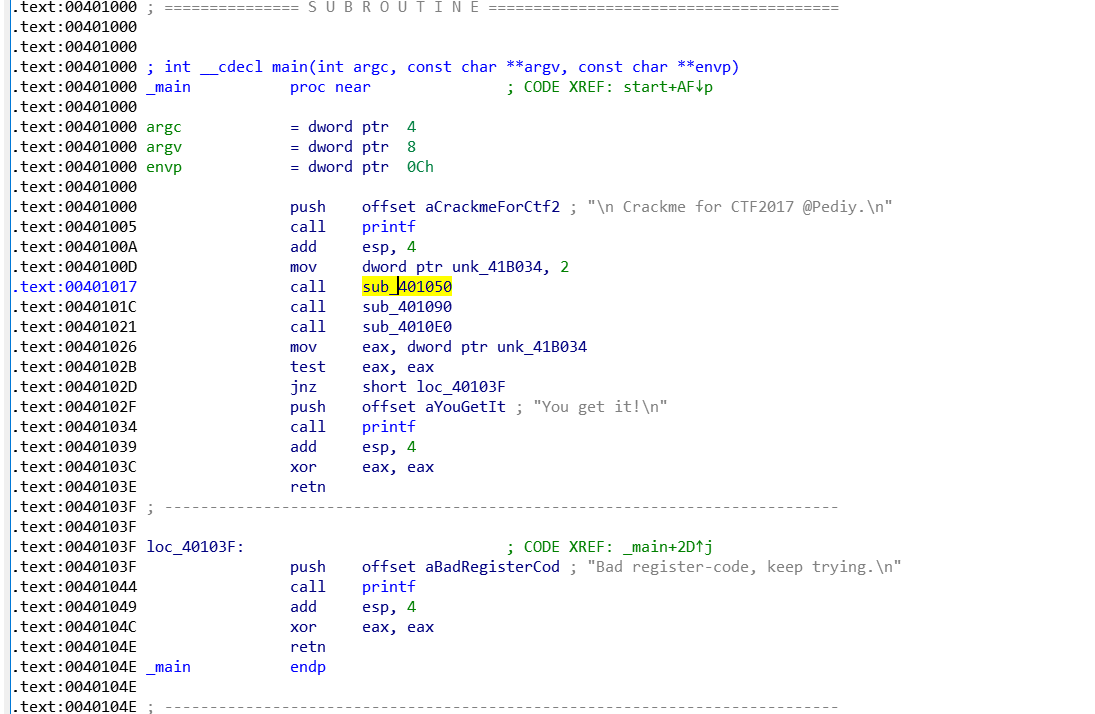 .text:00401000 ; =============== S U B R O U T I N E =======================================
.text:00401000
.text:00401000
.text:00401000 ; int __cdecl main(int argc, const char **argv, const char **envp)
.text:00401000 _main           proc near               ; CODE XREF: start+AF↓p
.text:00401000
.text:00401000 argc            = dword ptr  4
.text:00401000 argv            = dword ptr  8
.text:00401000 envp            = dword ptr  0Ch
.text:00401000
.text:00401000                 push    offset aCrackmeForCtf2 ; "\n Crackme for CTF2017 @Pediy.\n"
.text:00401005                 call    printf
.text:0040100A                 add     esp, 4
.text:0040100D                 mov     dword ptr unk_41B034, 2
.text:00401017                 call    sub_401050
.text:0040101C                 call    sub_401090
.text:00401021                 call    sub_4010E0
.text:00401026                 mov     eax, dword ptr unk_41B034
.text:0040102B                 test    eax, eax
.text:0040102D                 jnz     short loc_40103F
.text:0040102F                 push    offset aYouGetIt ; "You get it!\n"
.text:00401034                 call    printf
.text:00401039                 add     esp, 4
.text:0040103C                 xor     eax, eax
.text:0040103E                 retn
.text:0040103F ; ---------------------------------------------------------------------------
.text:0040103F
.text:0040103F loc_40103F:                             ; CODE XREF: _main+2D↑j
.text:0040103F                 push    offset aBadRegisterCod ; "Bad register-code, keep trying.\n"
.text:00401044                 call    printf
.text:00401049                 add     esp, 4
.text:0040104C                 xor     eax, eax
.text:0040104E                 retn
.text:0040104E _main           endp
.text:0040104E
.text:0040104E ; ---------------------------------------------------------------------------